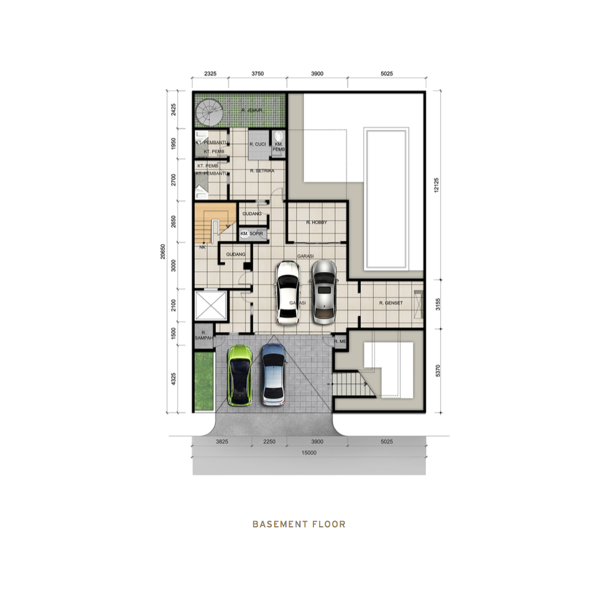 2325 3750 3900 5025
2425
1950
2700
2650
3000
2100
1500
4325
20650
12125
3155
5370
R. JEMUR
KT. PEMBANTU
KT. PEMB
R. CUCI
KM
PEMB
KT. PEMB
KT. PEMBANTU
R. SETRIKA
GUDANG
R. HOBBY
KM SOPIR
NK
GUDANG
GARASI
GARASI
R. GENSET
R.
SAMPAH
R. ME
3825 2250 3900 5025
15000
BASEMENT FLOOR